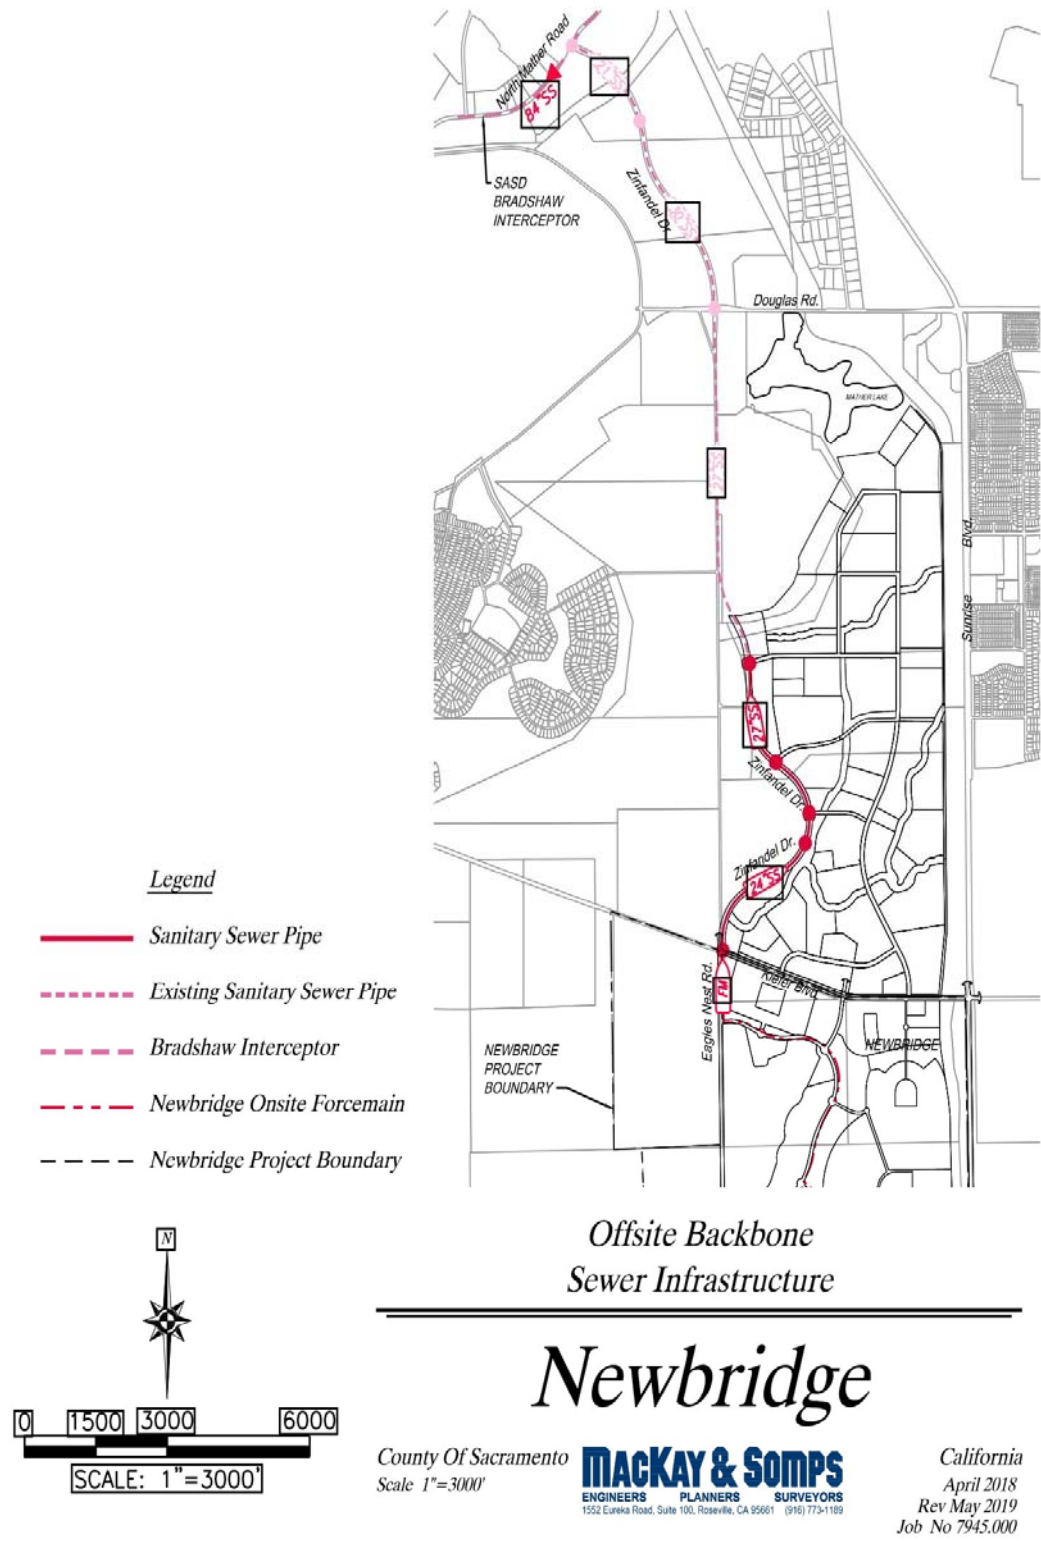 North Mather Road
84"SS
27"SS
SASD
BRADSHAW
INTERCEPTOR
Zinfandel Dr.
Douglas Rd.
MATHER LAKE
27"SS
Sunrise Blvd.
27"SS
Zinfandel Dr.
Zinfandel Dr.
24"SS
Eagles Nest Rd.
FM
Kiefer Blvd.
NEWBRIDGE
NEWBRIDGE
PROJECT
BOUNDARY
Legend
Sanitary Sewer Pipe
Existing Sanitary Sewer Pipe
Bradshaw Interceptor
Newbridge Onsite Forcemain
Newbridge Project Boundary
N
0 1500 3000 6000
SCALE: 1"=3000'
Offsite Backbone
Sewer Infrastructure
Newbridge
County Of Sacramento
Scale 1"=3000'
MACKAY & SOMPS
ENGINEERS PLANNERS SURVEYORS
1552 Eureka Road, Suite 100, Roseville, CA 95661 (916) 773-1189
California
April 2018
Rev May 2019
Job No 7945.000